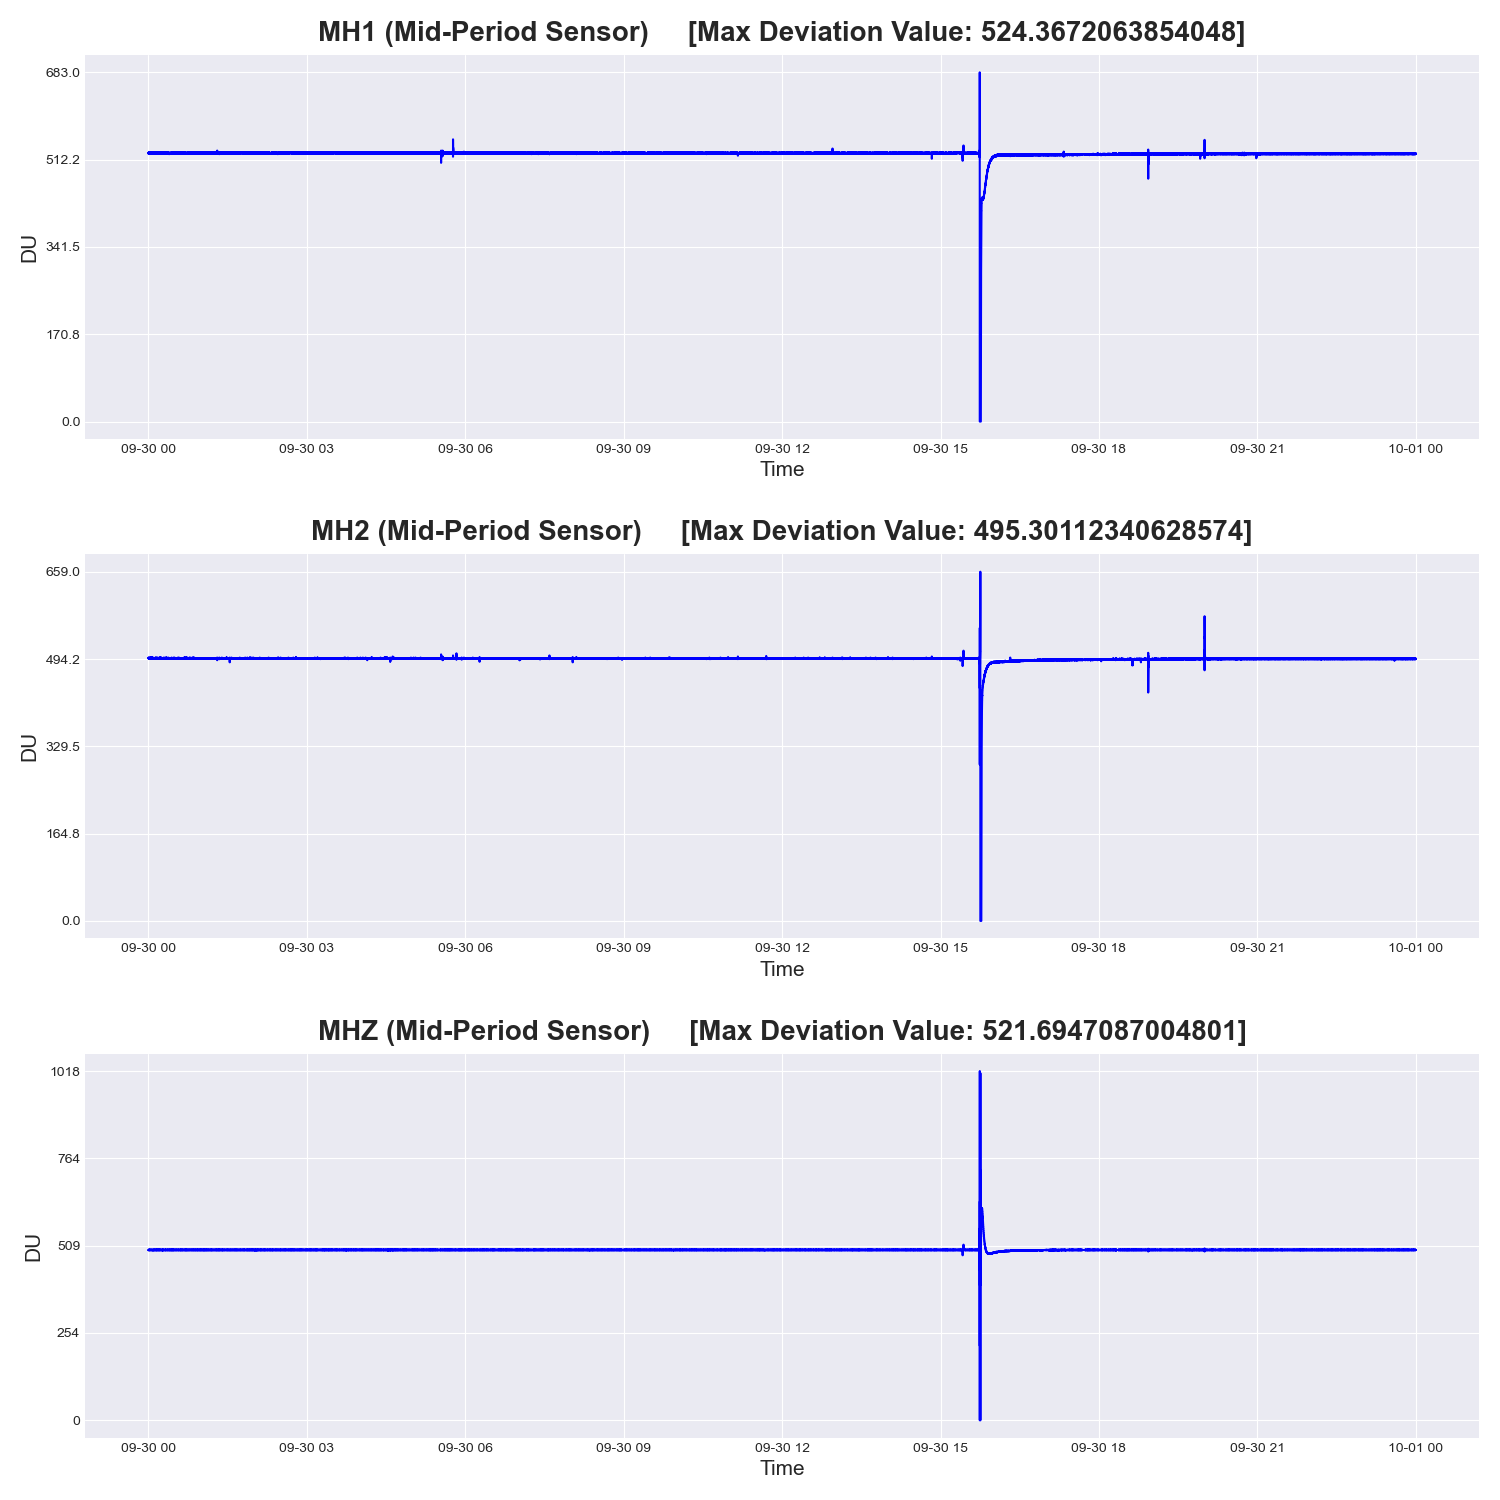 MH1 (Mid-Period Sensor) [Max Deviation Value: 524.3672063854048]
683.0
512.2
341.5
170.8
0.0
DU
09-30 00 09-30 03 09-30 06 09-30 09 09-30 12 09-30 15 09-30 18 09-30 21 10-01 00
Time
MH2 (Mid-Period Sensor) [Max Deviation Value: 495.30112340628574]
659.0
494.2
329.5
164.8
0.0
DU
09-30 00 09-30 03 09-30 06 09-30 09 09-30 12 09-30 15 09-30 18 09-30 21 10-01 00
Time
MHZ (Mid-Period Sensor) [Max Deviation Value: 521.6947087004801]
1018
764
509
254
0
DU
09-30 00 09-30 03 09-30 06 09-30 09 09-30 12 09-30 15 09-30 18 09-30 21 10-01 00
Time